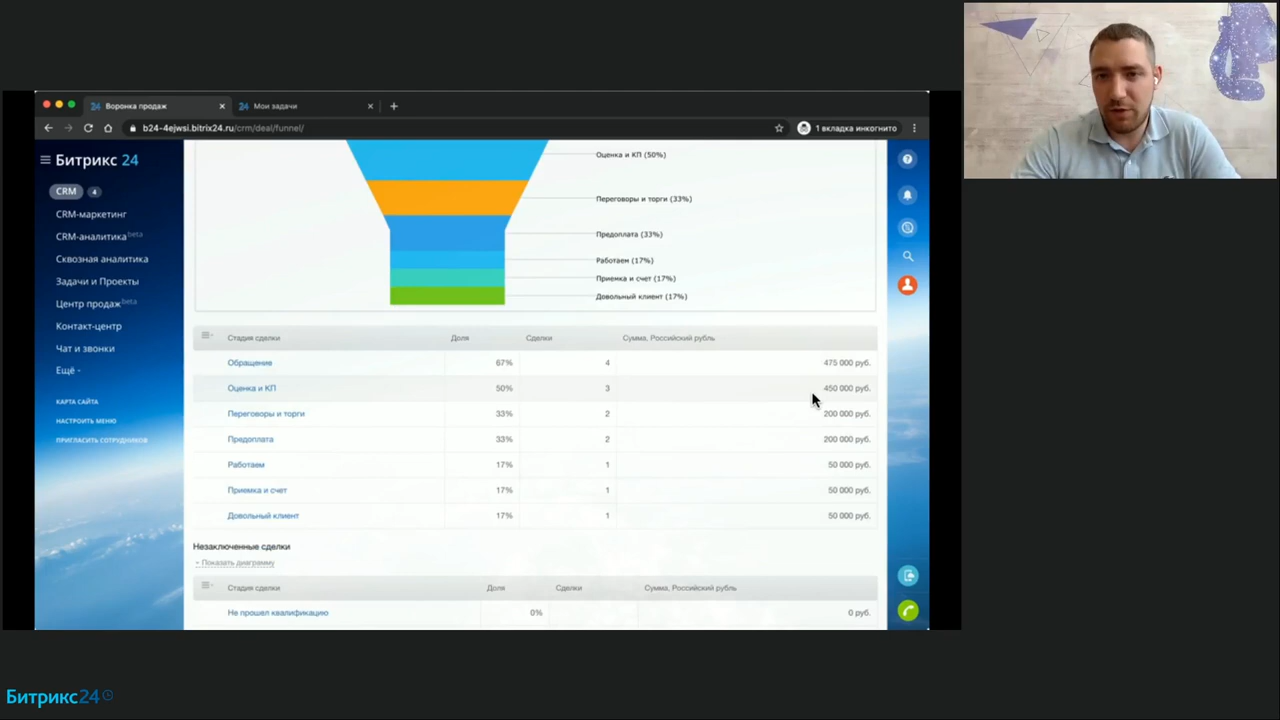 Воронка продаж
Мои задачи
b24-4ejwsi.bitrix24.ru/crm/deal/funnel/
1 вкладка инкогнито
Битрикс 24
CRM 4
CRM-маркетинг
CRM-аналитика beta
Сквозная аналитика
Задачи и Проекты
Центр продаж beta
Контакт-центр
Чат и звонки
Ещё -
КАРТА САЙТА
НАСТРОИТЬ МЕНЮ
ПРИГЛАСИТЬ СОТРУДНИКОВ
Оценка и КП (50%)
Переговоры и торги (33%)
Предоплата (33%)
Работаем (17%)
Приемка и счет (17%)
Довольный клиент (17%)
Стадия сделки Доля Сделки Сумма, Российский рубль
Обращение 67% 4 475 000 руб.
Оценка и КП 50% 3 450 000 руб.
Переговоры и торги 33% 2 200 000 руб.
Предоплата 33% 2 200 000 руб.
Работаем 17% 1 50 000 руб.
Приемка и счет 17% 1 50 000 руб.
Довольный клиент 17% 1 50 000 руб.
Незаключенные сделки
Показать диаграмму
Стадия сделки Доля Сделки Сумма, Российский рубль
Не прошел квалификацию 0% 0 руб.
Битрикс24